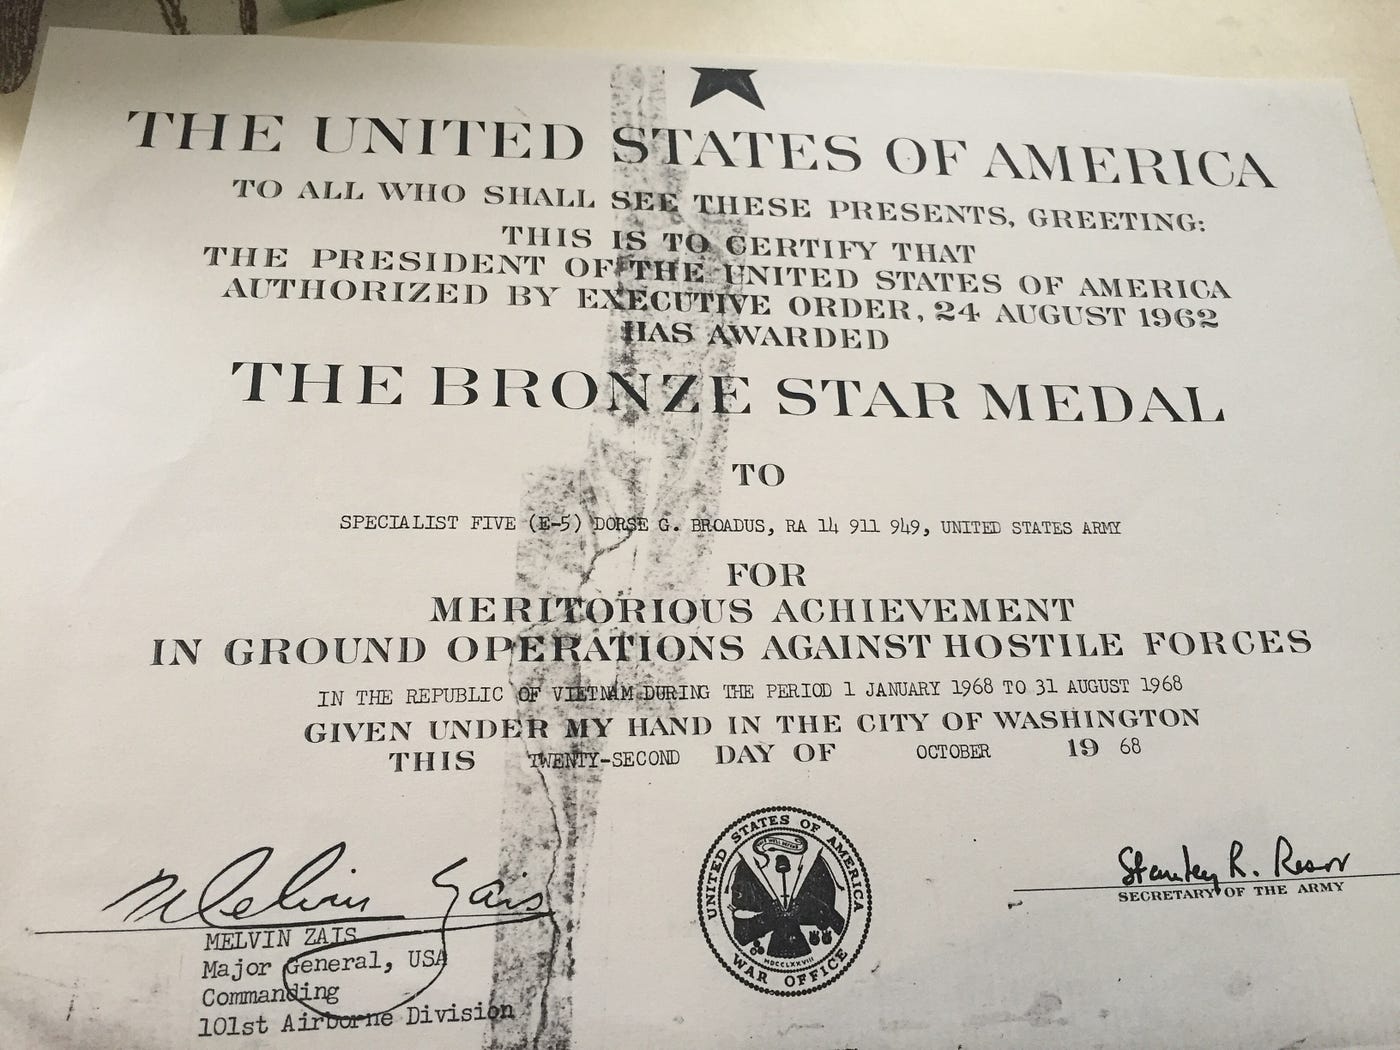 THE UNITED STATES OF AMERICA
TO ALL WHO SHALL SEE THESE PRESENTS, GREETING:
THIS IS TO CERTIFY THAT
THE PRESIDENT OF THE UNITED STATES OF AMERICA
AUTHORIZED BY EXECUTIVE ORDER, 24 AUGUST 1962
HAS AWARDED
THE BRONZE STAR MEDAL
TO
SPECIALIST FIVE (E-5) DORSE G. BROADUS, RA 14 911 949, UNITED STATES ARMY
FOR
MERITORIOUS ACHIEVEMENT
IN GROUND OPERATIONS AGAINST HOSTILE FORCES
IN THE REPUBLIC OF VIETNAM DURING THE PERIOD 1 JANUARY 1968 TO 31 AUGUST 1968
GIVEN UNDER MY HAND IN THE CITY OF WASHINGTON
THIS TWENTY-SECOND DAY OF OCTOBER 19 68
Melvin Zais
MELVIN ZAIS
Major General, USA
Commanding
101st Airborne Division
UNITED STATES OF AMERICA
MDCCLXXVIII
WAR OFFICE
Stanley R. Resor
SECRETARY OF THE ARMY